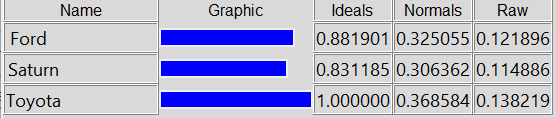 Name Graphic Ideals Normals Raw
Ford 0.881901 0.325055 0.121896
Saturn 0.831185 0.306362 0.114886
Toyota 1.000000 0.368584 0.138219